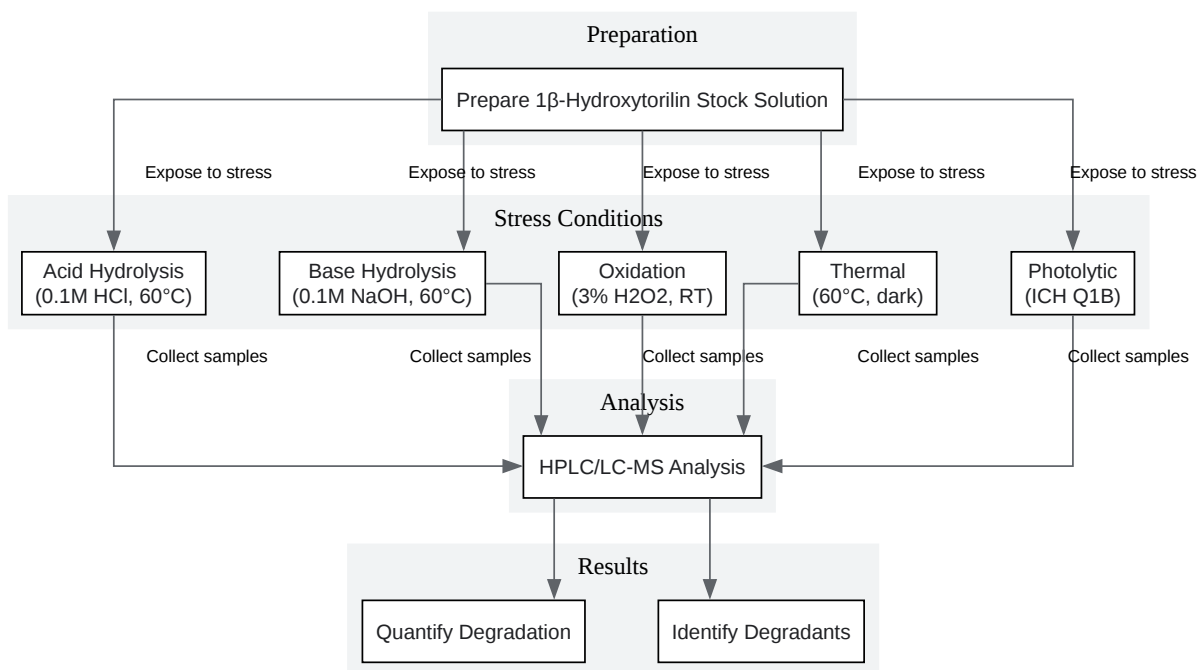 Preparation
Prepare 1β-Hydroxytorilin Stock Solution
Expose to stress
Expose to stress
Expose to stress
Expose to stress
Expose to stress
Stress Conditions
Acid Hydrolysis
(0.1M HCl, 60°C)
Base Hydrolysis
(0.1M NaOH, 60°C)
Oxidation
(3% H2O2, RT)
Thermal
(60°C, dark)
Photolytic
(ICH Q1B)
Collect samples
Collect samples
Collect samples
Collect samples
Collect samples
Analysis
HPLC/LC-MS Analysis
Results
Quantify Degradation
Identify Degradants